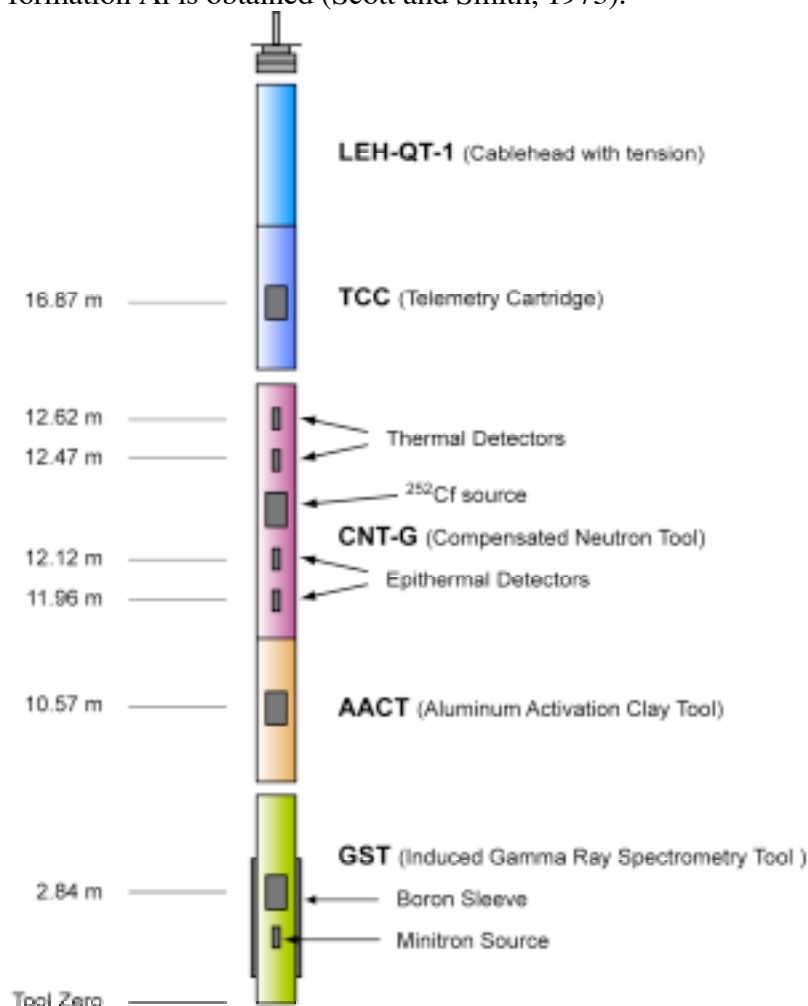 formation Al is obtained (Scott and Smith, 1973).
LEH-QT-1 (Cablehead with tension)
16.87 m
TCC (Telemetry Cartridge)
12.62 m
Thermal Detectors
12.47 m
252Cf source
CNT-G (Compensated Neutron Tool)
12.12 m
Epithermal Detectors
11.96 m
10.57 m
AACT (Aluminum Activation Clay Tool)
GST (Induced Gamma Ray Spectrometry Tool )
2.84 m
Boron Sleeve
Minitron Source
Tool Zero